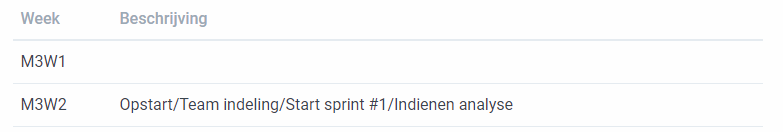 Week Beschrijving
M3W1
M3W2 Opstart/Team indeling/Start sprint #1/Indienen analyse